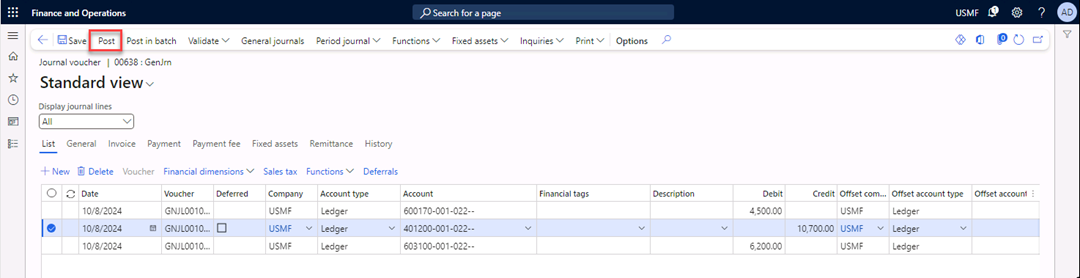 Finance and Operations Search for a page USMF 1 ? AD
Save Post Post in batch Validate General journals Period journal Functions Fixed assets Inquiries Print Options 0
Journal voucher | 00638 : GenJrn
Standard view
Display journal lines
All
List General Invoice Payment Payment fee Fixed assets Remittance History
+ New Delete Voucher Financial dimensions Sales tax Functions Deferrals
Date Voucher Deferred Company Account type Account Financial tags Description Debit Credit Offset com... Offset account type Offset account
10/8/2024 GNJL0010... USMF Ledger 600170-001-022-- 4,500.00 USMF Ledger
10/8/2024 GNJL0010... USMF Ledger 401200-001-022-- 10,700.00 USMF Ledger
10/8/2024 GNJL0010... USMF Ledger 603100-001-022-- 6,200.00 USMF Ledger